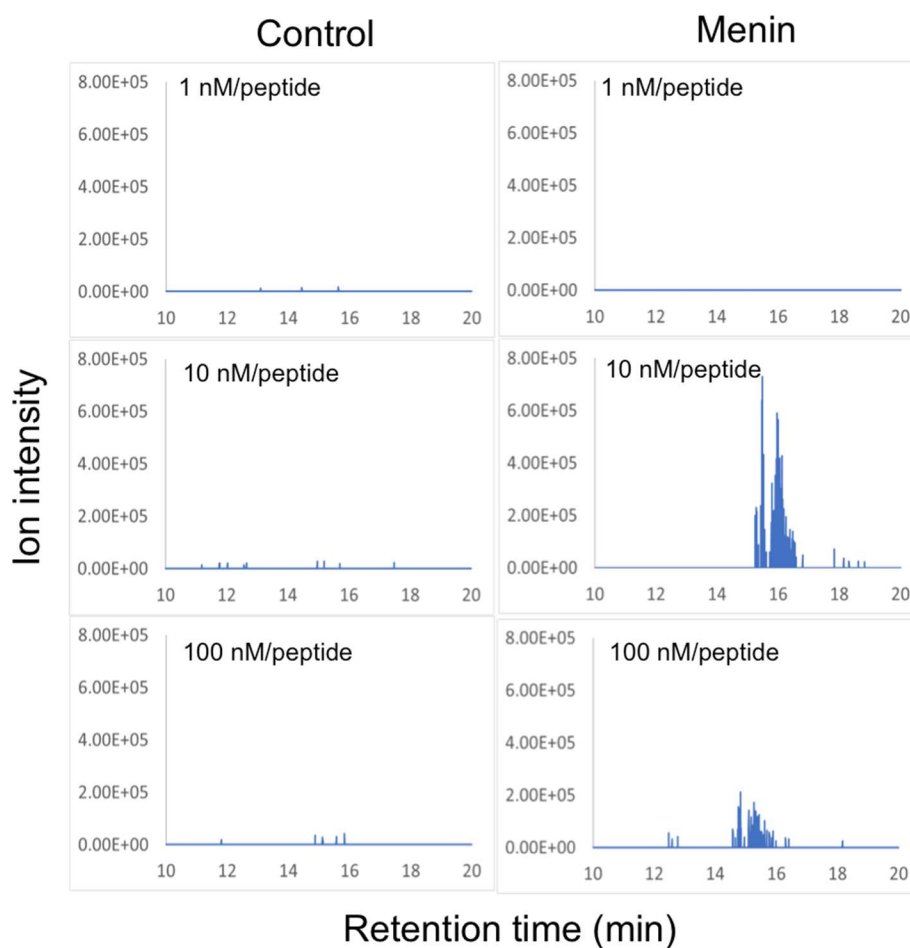 Control
Menin
Ion intensity
1 nM/peptide
8.00E+05
6.00E+05
4.00E+05
2.00E+05
0.00E+00
10 12 14 16 18 20
1 nM/peptide
8.00E+05
6.00E+05
4.00E+05
2.00E+05
0.00E+00
10 12 14 16 18 20
10 nM/peptide
8.00E+05
6.00E+05
4.00E+05
2.00E+05
0.00E+00
10 12 14 16 18 20
10 nM/peptide
8.00E+05
6.00E+05
4.00E+05
2.00E+05
0.00E+00
10 12 14 16 18 20
100 nM/peptide
8.00E+05
6.00E+05
4.00E+05
2.00E+05
0.00E+00
10 12 14 16 18 20
100 nM/peptide
8.00E+05
6.00E+05
4.00E+05
2.00E+05
0.00E+00
10 12 14 16 18 20
Retention time (min)